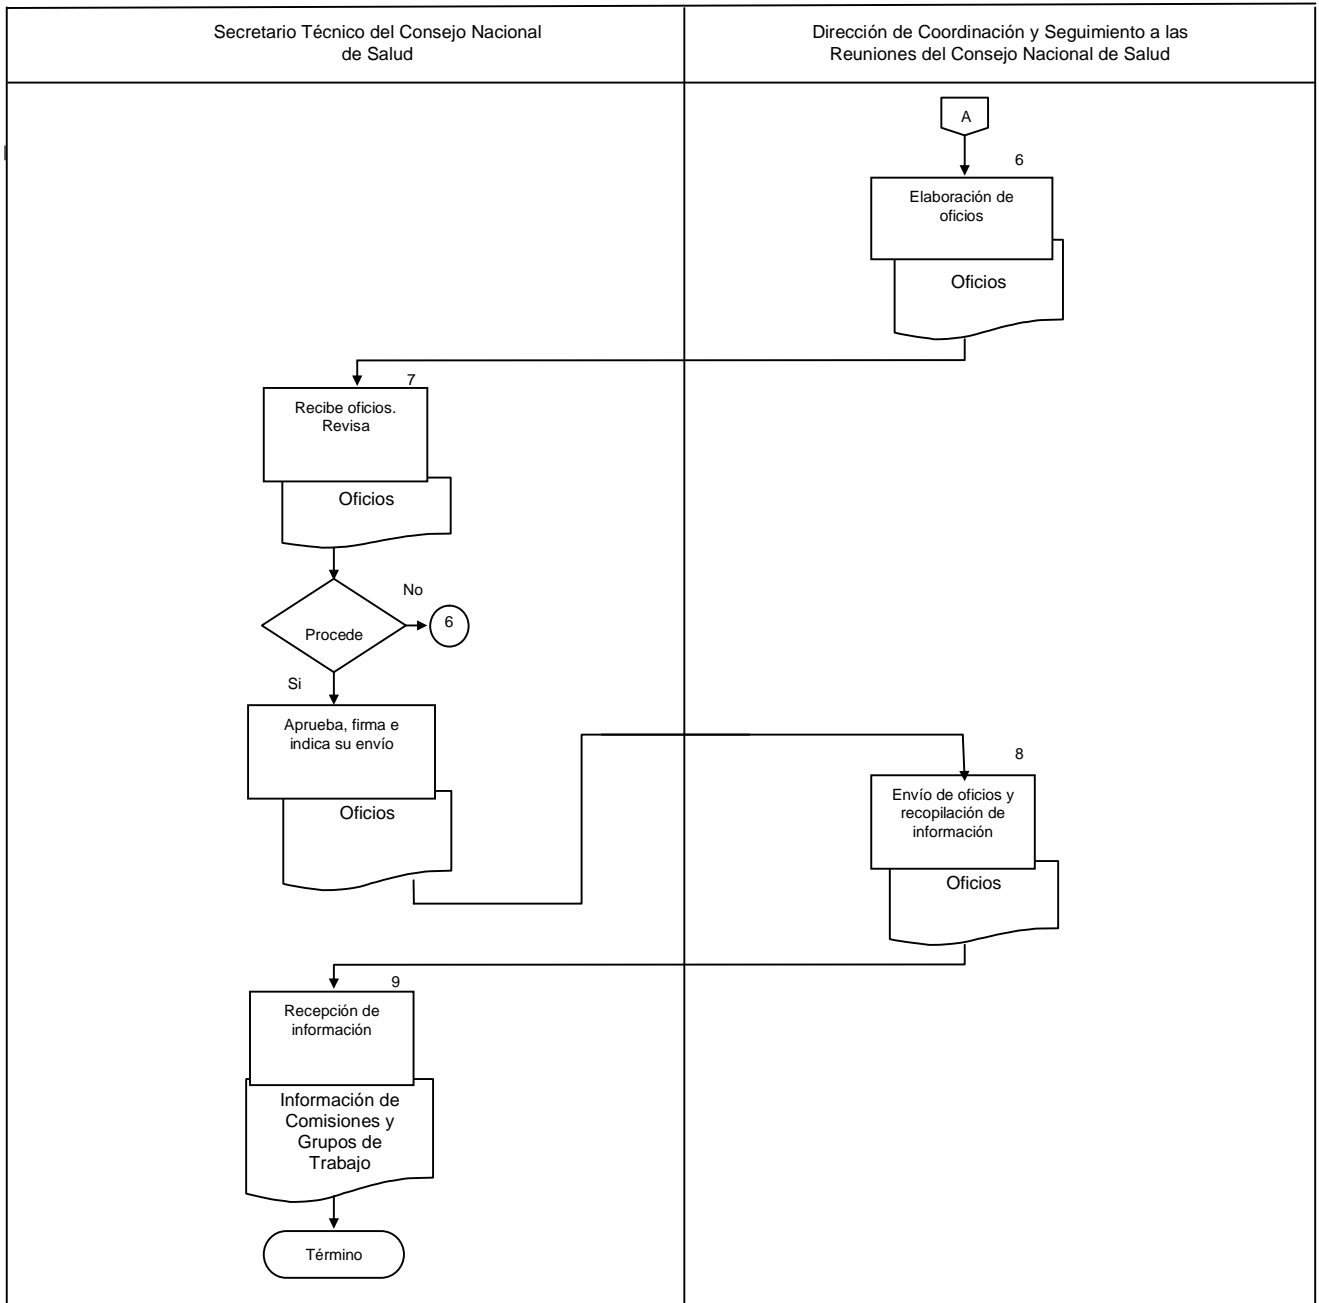 Secretario Técnico del Consejo Nacional
de Salud
Dirección de Coordinación y Seguimiento a las
Reuniones del Consejo Nacional de Salud
A
6
Elaboración de
oficios
Oficios
7
Recibe oficios.
Revisa
Oficios
No
Procede
6
Si
Aprueba, firma e
indica su envío
Oficios
8
Envío de oficios y
recopilación de
información
Oficios
9
Recepción de
información
Información de
Comisiones y
Grupos de
Trabajo
Término